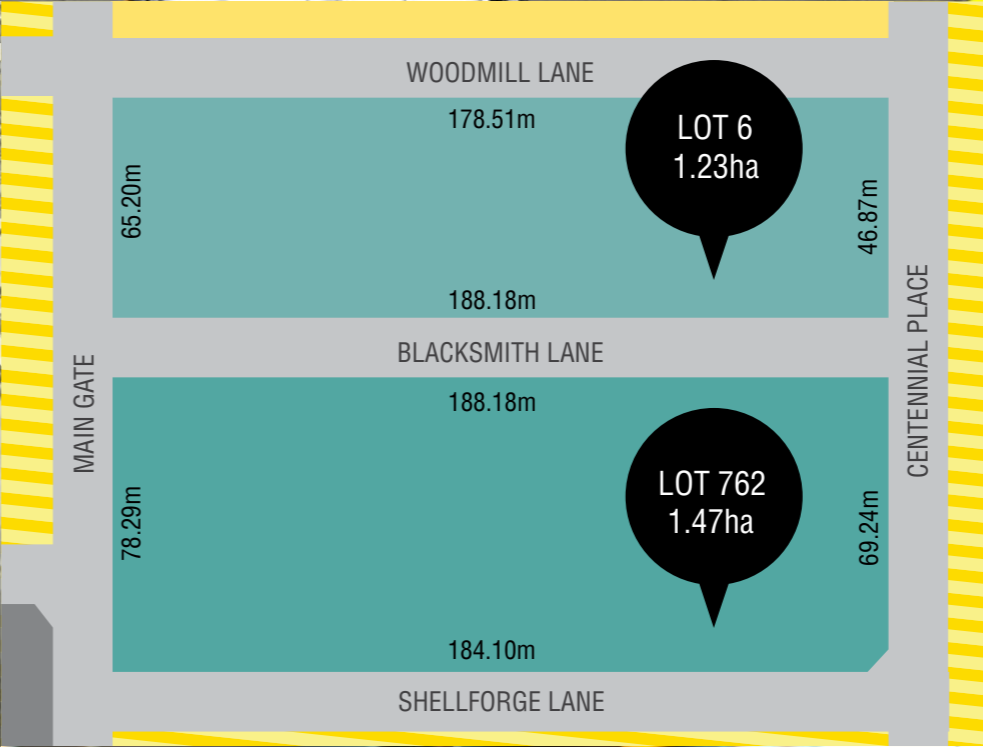 WOODMILL LANE
178.51m
LOT 6
1.23ha
65.20m
46.87m
188.18m
BLACKSMITH LANE
MAIN GATE
CENTENNIAL PLACE
188.18m
LOT 762
1.47ha
78.29m
69.24m
184.10m
SHELLFORGE LANE